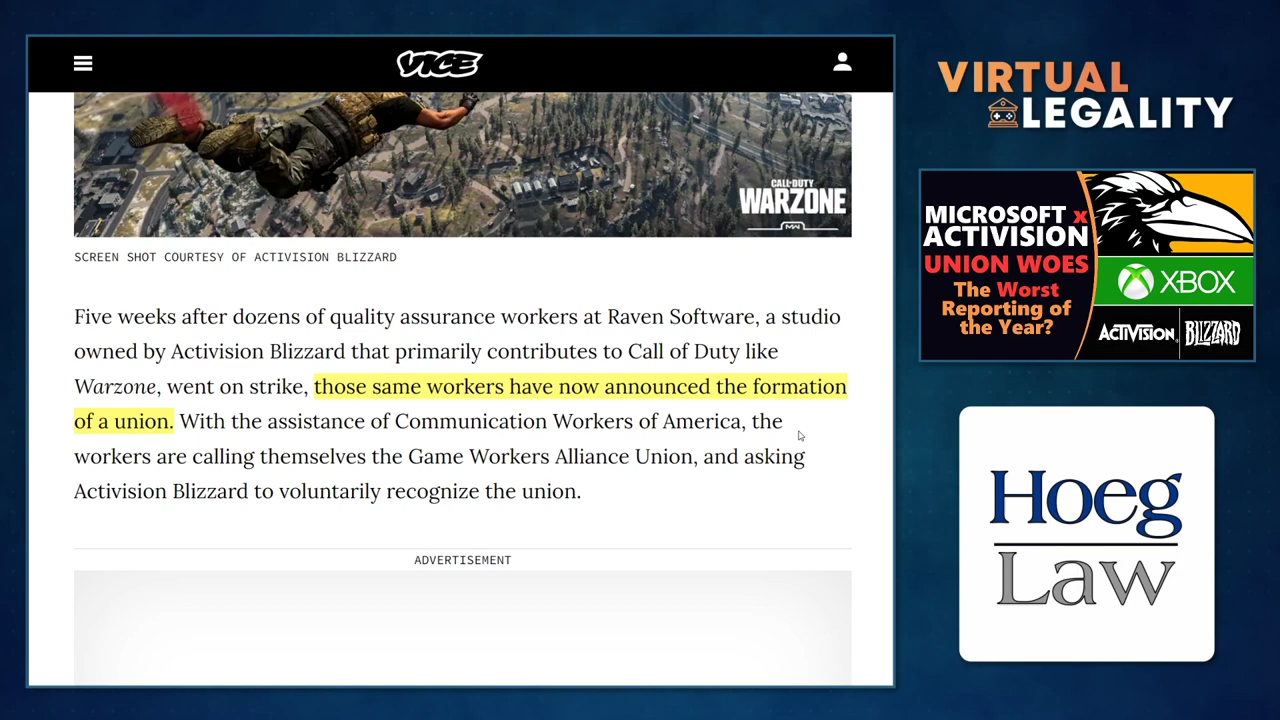 VICE
CALL OF DUTY
WARZONE
MW
SCREEN SHOT COURTESY OF ACTIVISION BLIZZARD
Five weeks after dozens of quality assurance workers at Raven Software, a studio
owned by Activision Blizzard that primarily contributes to Call of Duty like
Warzone, went on strike, those same workers have now announced the formation
of a union. With the assistance of Communication Workers of America, the
workers are calling themselves the Game Workers Alliance Union, and asking
Activision Blizzard to voluntarily recognize the union.
ADVERTISEMENT
VIRTUAL
LEGALITY
MICROSOFT x
ACTIVISION
UNION WOES
The Worst
Reporting of
the Year?
XBOX
ACTIVISION BLIZZARD
Hoeg
Law